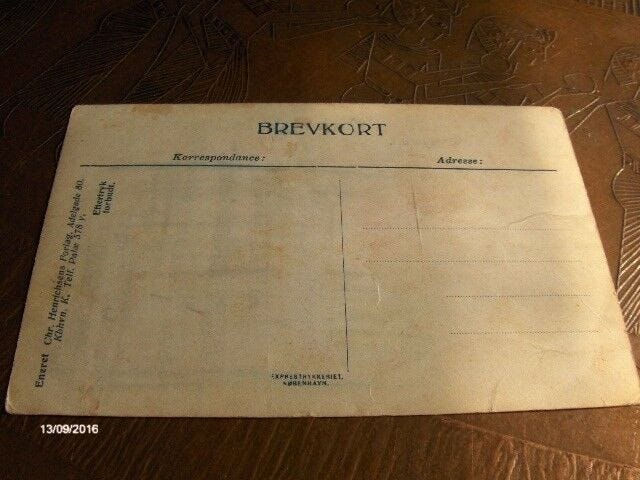 BREVKORT
Korrespondance:
Adresse:
Eneret Chr. Henrichsens Forlag, Adelgade 80.
Kbhvn. K. Telf. Palæ 378 v.
Eftertryk
forbudt.
EXPRESTRYKKERIET.
KØBENHAVN.
13/09/2016